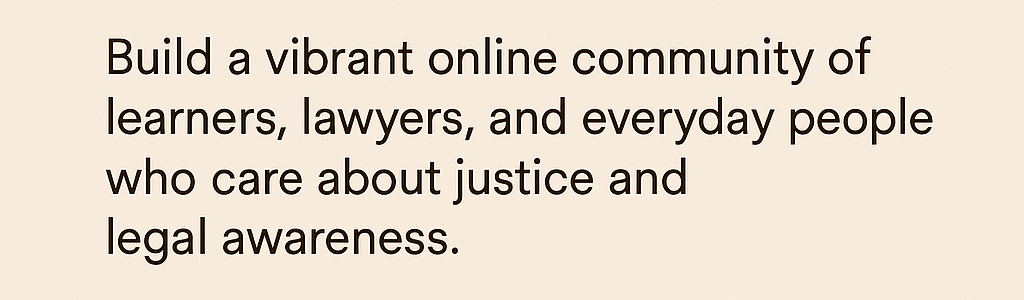 Build a vibrant online community of
learners, lawyers, and everyday people
who care about justice and
legal awareness.